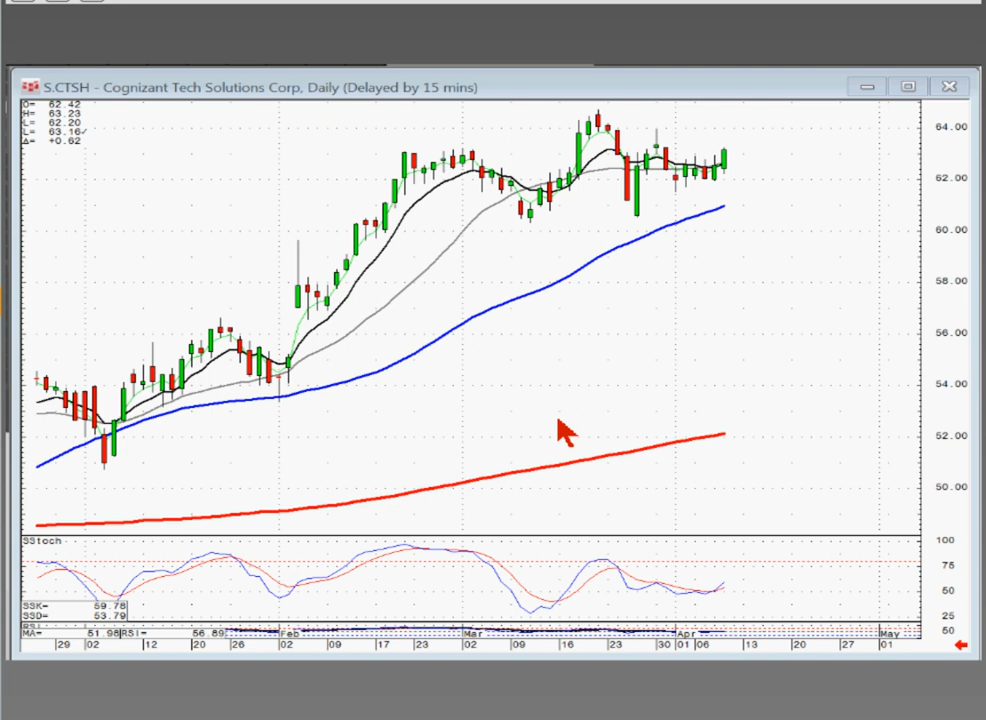 S.CTSH - Cognizant Tech Solutions Corp, Daily (Delayed by 15 mins)
O= 62.42
H= 63.23
L= 62.20
L= 63.16
Δ= +0.62
64.00
62.00
60.00
58.00
56.00
54.00
52.00
50.00
SStoch
100
75
50
25
SSK= 59.78
SSD= 53.79
RSI
MA= 51.98 RSI= 56.89
50
Feb Mar Apr May
29 02 12 20 26 02 09 17 23 02 09 16 23 30 01 06 13 20 27 01